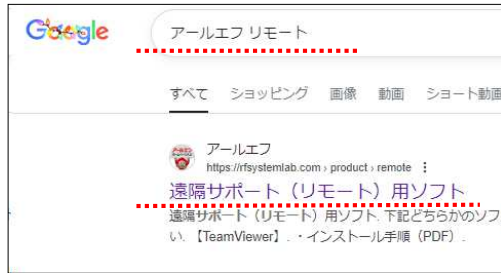 Google
アールエフ リモート
すべて ショッピング 画像 動画 ショート動画
アールエフ
https://rfsystemlab.com › product › remote
遠隔サポート（リモート）用ソフト
遠隔サポート（リモート）用ソフト. 下記どちらかのソフ
い. 【TeamViewer】. ・インストール手順（PDF）.